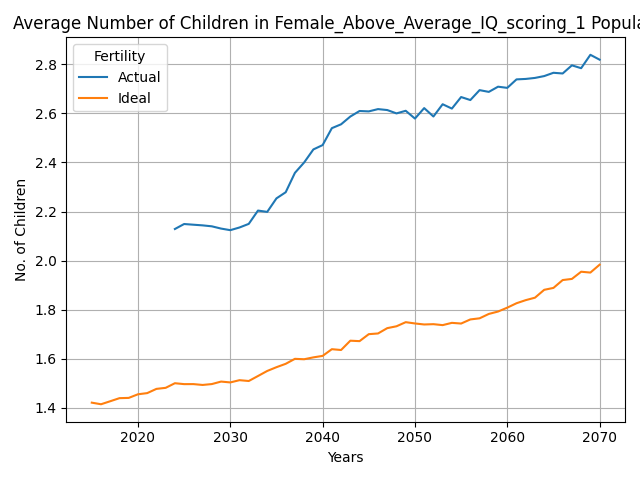 Average Number of Children in Female_Above_Average_IQ_scoring_1 Popula
Fertility
Actual
Ideal
No. of Children
2.8
2.6
2.4
2.2
2.0
1.8
1.6
1.4
2020 2030 2040 2050 2060 2070
Years